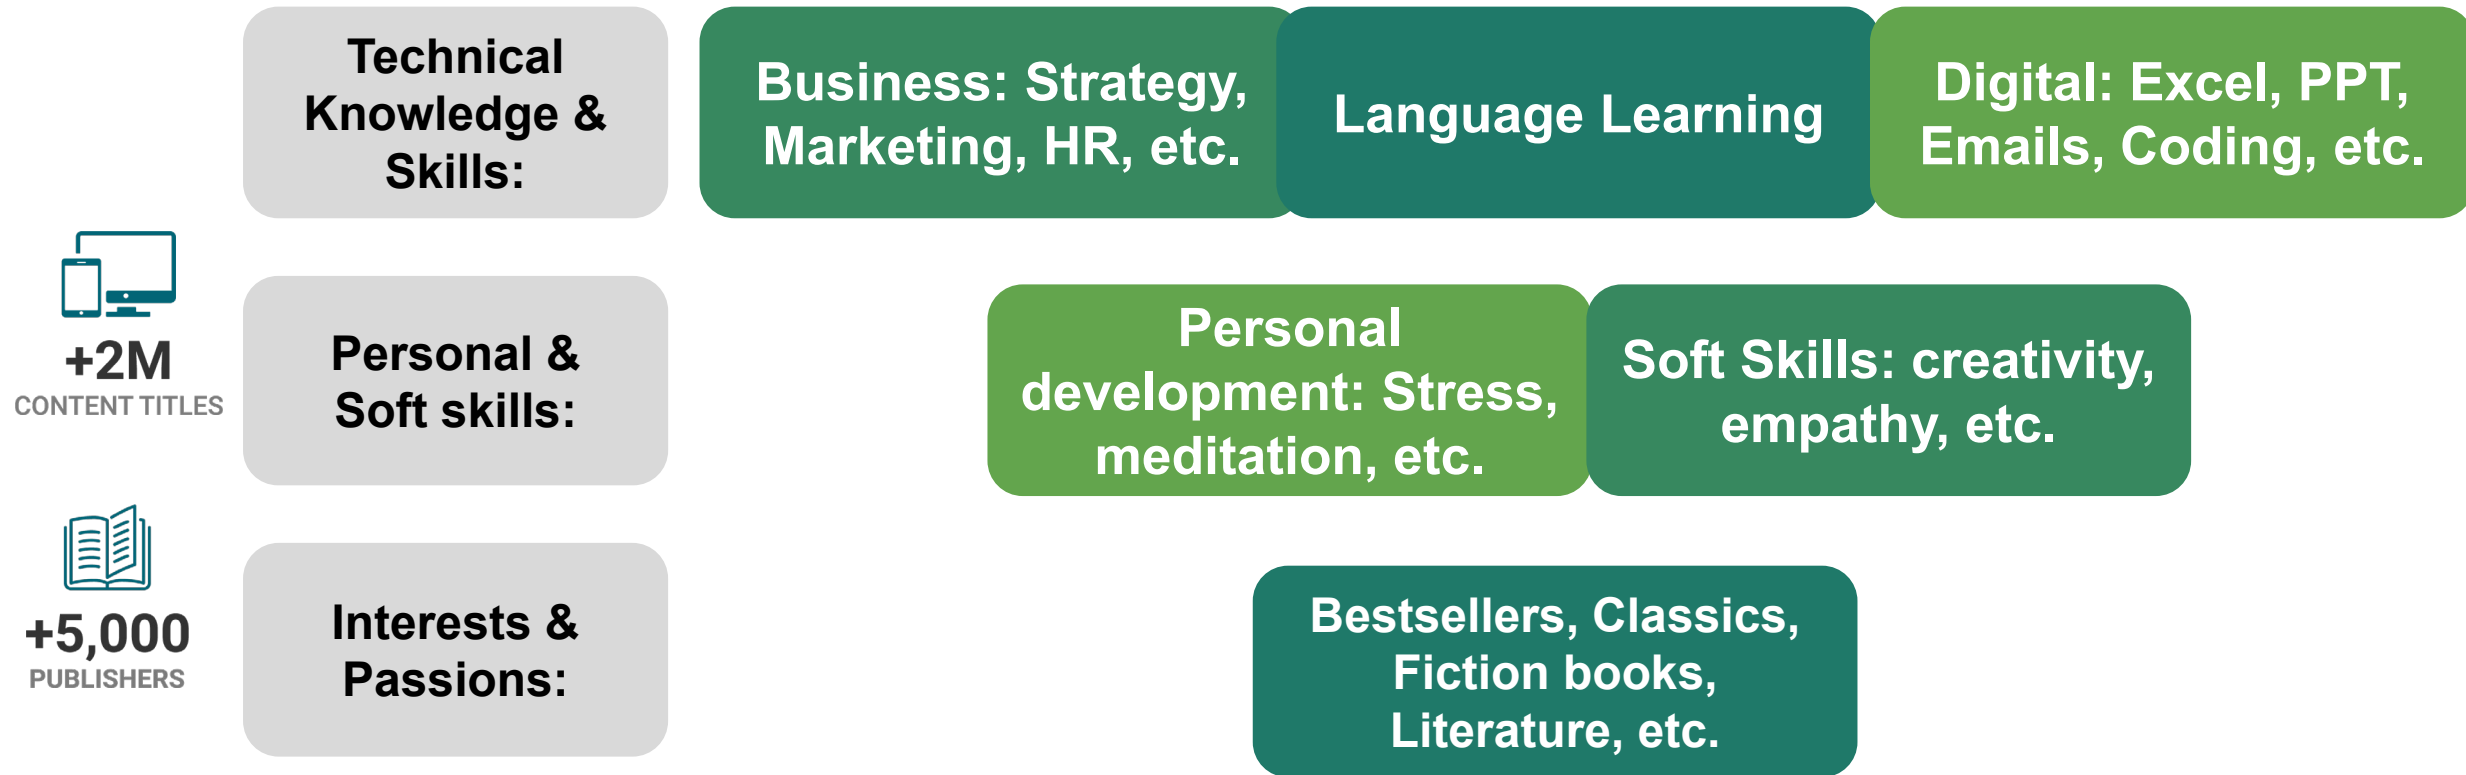 Technical
Knowledge &
Skills:
Business: Strategy,
Marketing, HR, etc.
Language Learning
Digital: Excel, PPT,
Emails, Coding, etc.
+2M
CONTENT TITLES
Personal &
Soft skills:
Personal
development: Stress,
meditation, etc.
Soft Skills: creativity,
empathy, etc.
+5,000
PUBLISHERS
Interests &
Passions:
Bestsellers, Classics,
Fiction books,
Literature, etc.